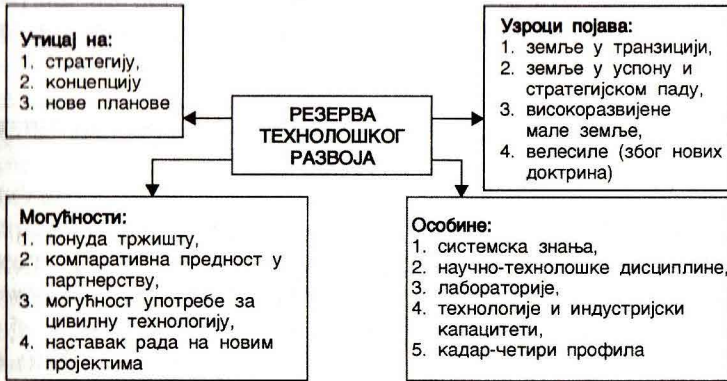 Утицај на:
1. стратегију,
2. концепцију
3. нове планове
Узроци појава:
1. земље у транзицији,
2. земље у успону и
стратегијском паду,
3. високоразвијене
мале земље,
4. велесиле (због нових
доктрина)
РЕЗЕРВА
ТЕХНОЛОШКОГ
РАЗВОЈА
Могућности:
1. понуда тржишту,
2. компаративна предност у
партнерству,
3. могућност употребе за
цивилну технологију,
4. наставак рада на новим
пројектима
Особине:
1. системска знања,
2. научно-технолошке дисциплине,
3. лабораторије,
4. технологије и индустријски
капацитети,
5. кадар-четири профила